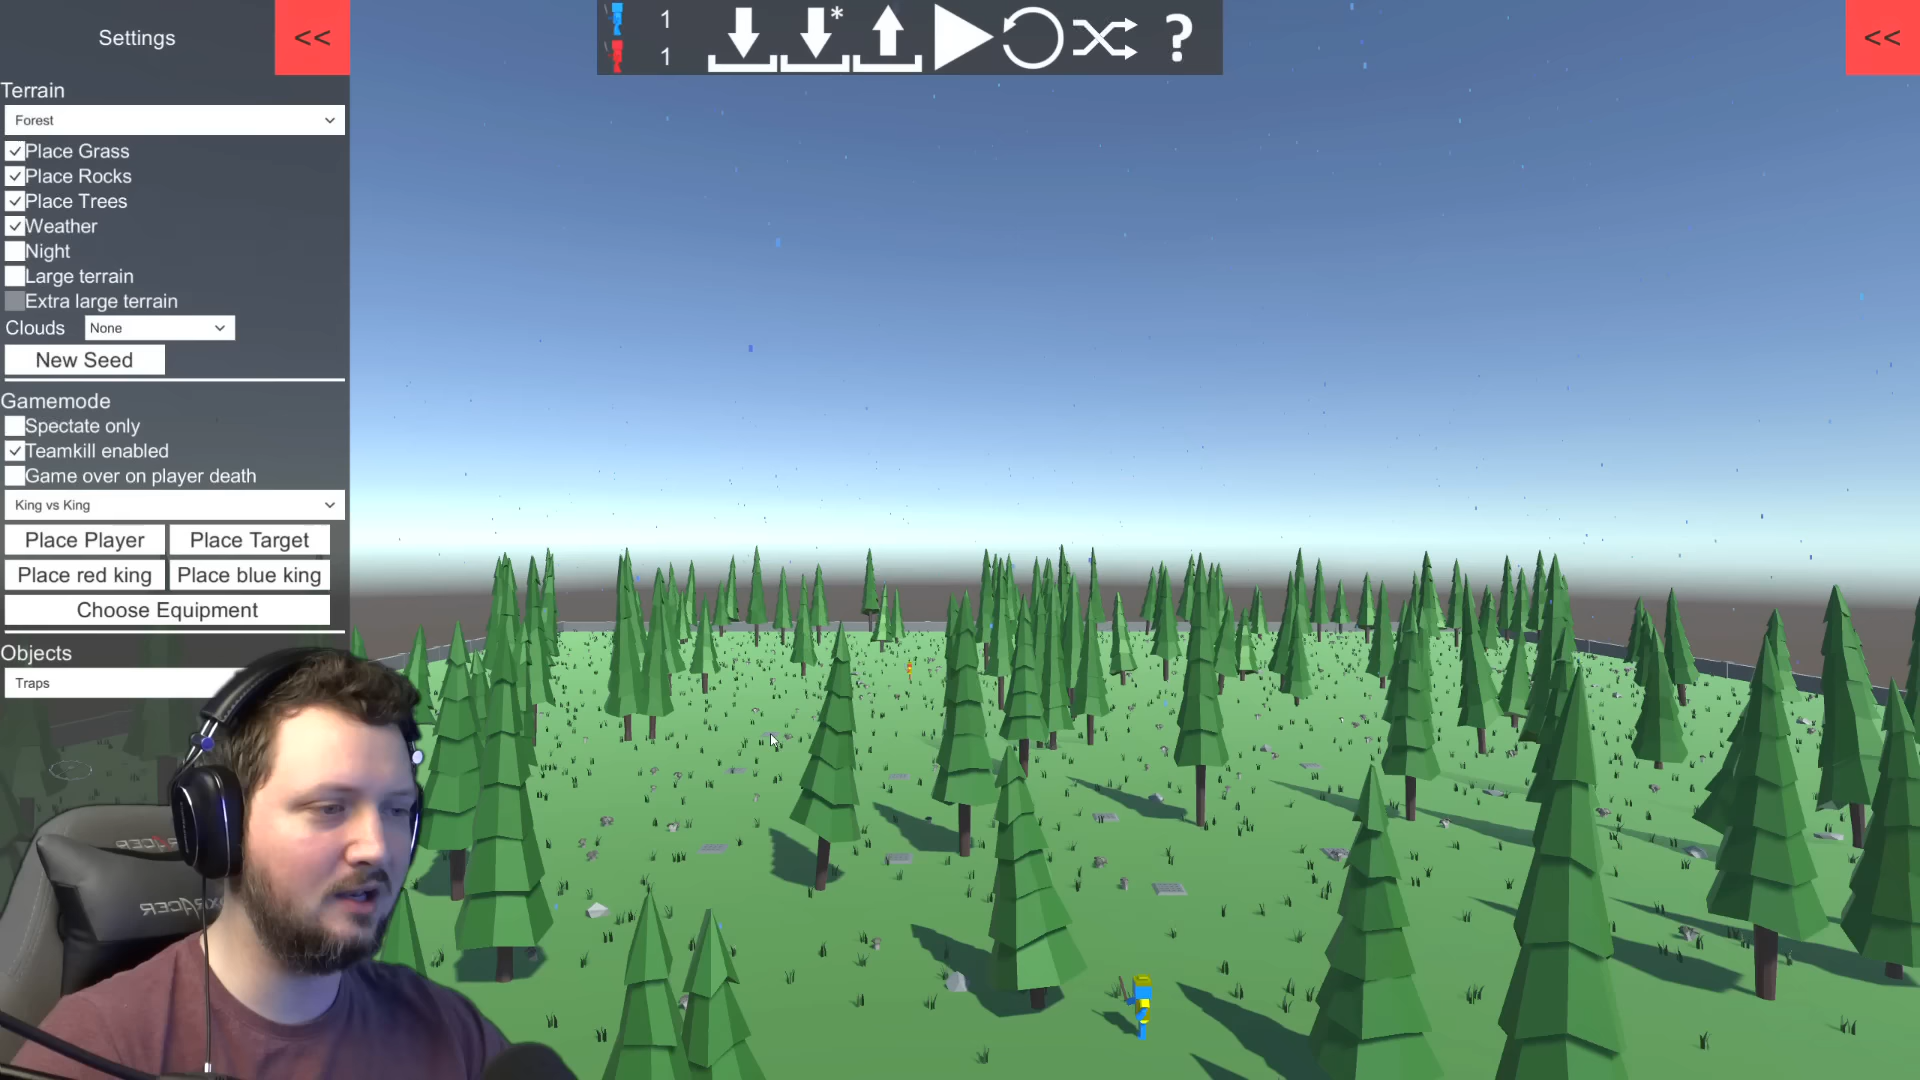 Settings
<<
1
1
*
?
<<
Terrain
Forest
Place Grass
Place Rocks
Place Trees
Weather
Night
Large terrain
Extra large terrain
Clouds
None
New Seed
Gamemode
Spectate only
Teamkill enabled
Game over on player death
King vs King
Place Player
Place Target
Place red king
Place blue king
Choose Equipment
Objects
Traps